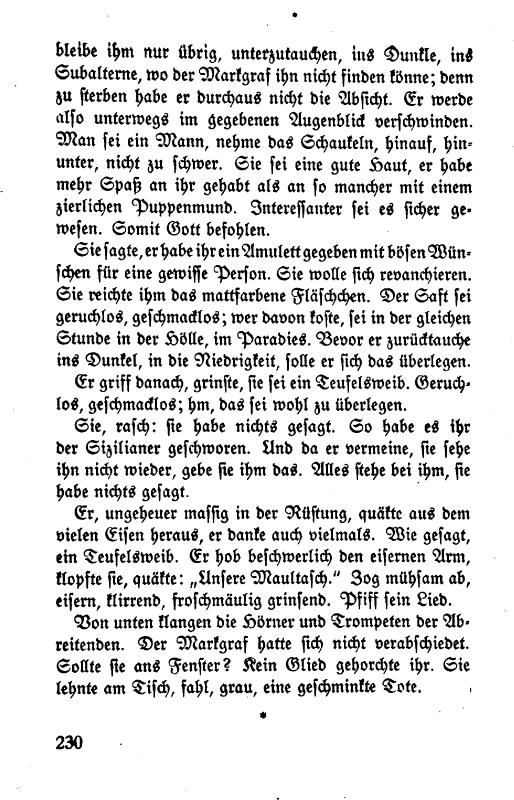 *
bleibe ihm nur übrig, unterzutauchen, ins Dunkle, ins
Subalterne, wo der Markgraf ihn nicht finden könne; denn
zu sterben habe er durchaus nicht die Absicht. Er werde
also unterwegs im gegebenen Augenblick verschwinden.
Man sei ein Mann, nehme das Schaukeln, hinauf, hin-
unter, nicht zu schwer. Sie sei eine gute Haut, er habe
mehr Spaß an ihr gehabt als an so mancher mit einem
zierlichen Puppenmund. Interessanter sei es sicher ge-
wesen. Somit Gott befohlen.
Sie sagte, er habe ihr ein Amulett gegeben mit bösen Wün-
schen für eine gewisse Person. Sie wolle sich revanchieren.
Sie reichte ihm das mattfarbene Fläschchen. Der Saft sei
geruchlos, geschmacklos; wer davon koste, sei in der gleichen
Stunde in der Hölle, im Paradies. Bevor er zurücktauche
ins Dunkel, in die Niedrigkeit, solle er sich das überlegen.
Er griff danach, grinste, sie sei ein Teufelsweib. Geruch-
los, geschmacklos; hm, das sei wohl zu überlegen.
Sie, rasch: sie habe nichts gesagt. So habe es ihr
der Sizilianer geschworen. Und da er vermeine, sie sehe
ihn nicht wieder, gebe sie ihm das. Alles stehe bei ihm, sie
habe nichts gesagt.
Er, ungeheuer massig in der Rüstung, quäkte aus dem
vielen Eisen heraus, er danke auch vielmals. Wie gesagt,
ein Teufelsweib. Er hob beschwerlich den eisernen Arm,
klopfte sie, quäkte: „Unsere Maultasch.“ Zog mühsam ab,
eisern, klirrend, froschmäulig grinsend. Pfiff sein Lied.
Von unten klangen die Hörner und Trompeten der Ab-
reitenden. Der Markgraf hatte sich nicht verabschiedet.
Sollte sie ans Fenster? Kein Glied gehorchte ihr. Sie
lehnte am Tisch, fahl, grau, eine geschminkte Tote.
*
230